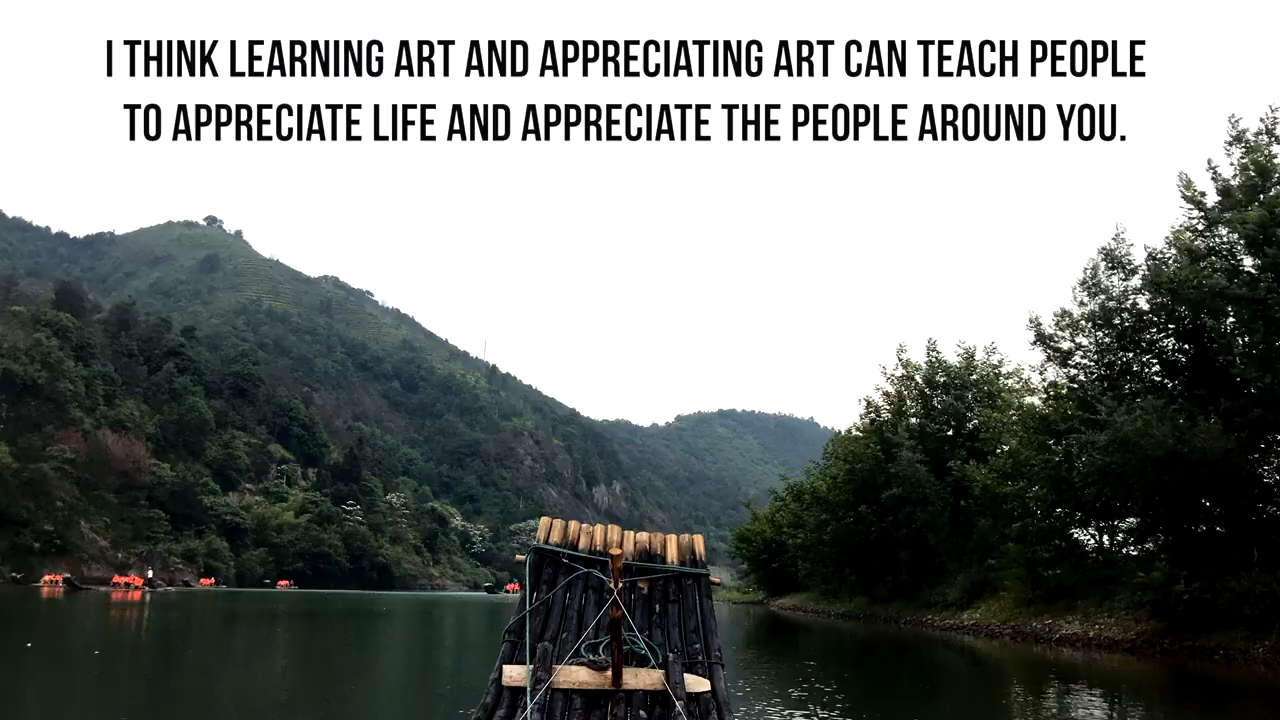 I THINK LEARNING ART AND APPRECIATING ART CAN TEACH PEOPLE
TO APPRECIATE LIFE AND APPRECIATE THE PEOPLE AROUND YOU.